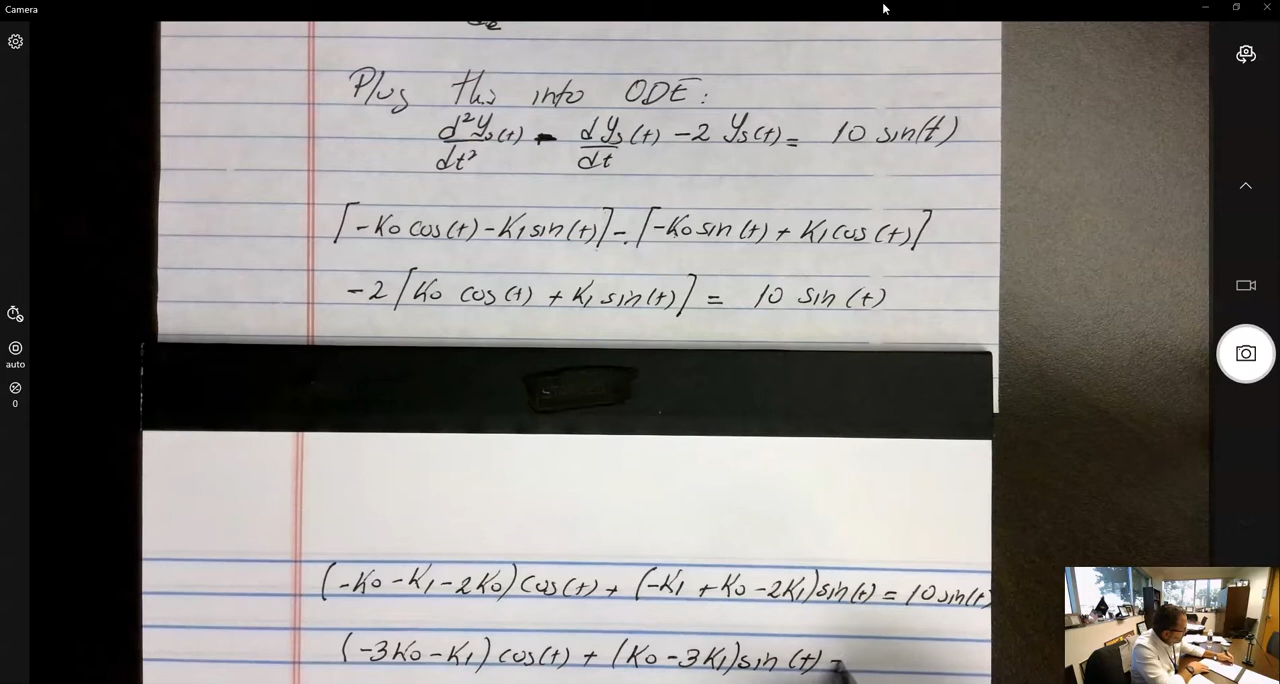 Camera
Plug this into ODE:
d²Ys(t)/dt² - dYs(t)/dt - 2 Ys(t) = 10 sin(t)
[-K0 cos(t) - K1 sin(t)] - [-K0 sin(t) + K1 cos(t)]
-2 [K0 cos(t) + K1 sin(t)] = 10 sin(t)
auto
0
(-K0 - K1 - 2K0) cos(t) + (-K1 + K0 - 2K1) sin(t) = 10 sin(t)
(-3K0 - K1) cos(t) + (K0 - 3K1) sin(t) =